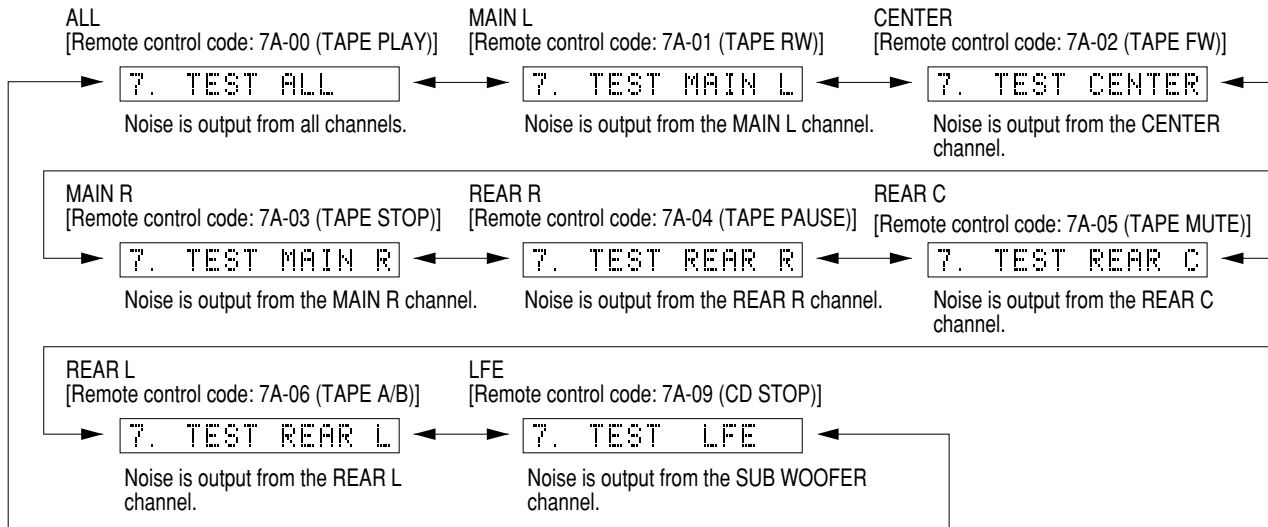 ALL
[Remote control code: 7A-00 (TAPE PLAY)]
7. TEST ALL
Noise is output from all channels.
MAIN L
[Remote control code: 7A-01 (TAPE RW)]
7. TEST MAIN L
Noise is output from the MAIN L channel.
CENTER
[Remote control code: 7A-02 (TAPE FW)]
7. TEST CENTER
Noise is output from the CENTER
channel.
MAIN R
[Remote control code: 7A-03 (TAPE STOP)]
7. TEST MAIN R
Noise is output from the MAIN R channel.
REAR R
[Remote control code: 7A-04 (TAPE PAUSE)]
7. TEST REAR R
Noise is output from the REAR R channel.
REAR C
[Remote control code: 7A-05 (TAPE MUTE)]
7. TEST REAR C
Noise is output from the REAR C
channel.
REAR L
[Remote control code: 7A-06 (TAPE A/B)]
7. TEST REAR L
Noise is output from the REAR L
channel.
LFE
[Remote control code: 7A-09 (CD STOP)]
7. TEST LFE
Noise is output from the SUB WOOFER
channel.